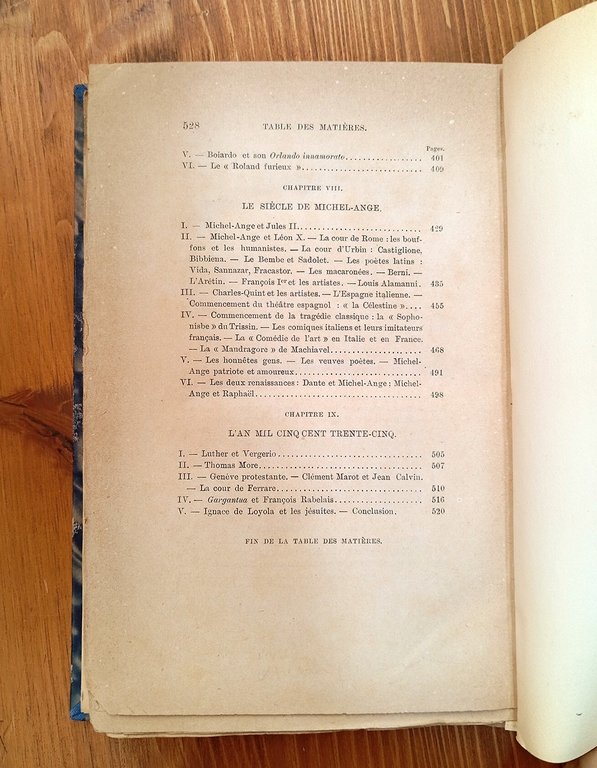 528 TABLE DES MATIÈRES.
Pages.
V. — Boiardo et son Orlando innamorato.................. 401
VI. — Le « Roland furieux »............................ 409
CHAPITRE VIII.
LE SIÈCLE DE MICHEL-ANGE.
I. — Michel-Ange et Jules II............................ 429
II. — Michel-Ange et Léon X. — La cour de Rome : les bouf-
fons et les humanistes. — La cour d'Urbin : Castiglione,
Bibbiena. — Le Bembe et Sadolet. — Les poètes latins :
Vida, Sannazar, Fracastor. — Les macaronées. — Berni. —
L'Arétin. — François Ier et les artistes. — Louis Alamanni. 435
III. — Charles-Quint et les artistes. — L'Espagne italienne. —
Commencement du théâtre espagnol : « la Célestine ».... 455
IV. — Commencement de la tragédie classique : la « Sopho-
nisbe » du Trissin. — Les comiques italiens et leurs imitateurs
français. — La « Comédie de l'art » en Italie et en France.
— La « Mandragore » de Machiavel.................... 468
V. — Les honnêtes gens. — Les veuves poètes. — Michel-
Ange patriote et amoureux............................ 491
VI. — Les deux renaissances : Dante et Michel-Ange : Michel-
Ange et Raphaël...................................... 498
CHAPITRE IX.
L'AN MIL CINQ CENT TRENTE-CINQ.
I. — Luther et Vergerio................................ 505
II. — Thomas More..................................... 507
III. — Genève protestante. — Clément Marot et Jean Calvin.
— La cour de Ferrare................................ 510
IV. — Gargantua et François Rabelais................... 516
V. — Ignace de Loyola et les jésuites. — Conclusion. 520
FIN DE LA TABLE DES MATIÈRES.